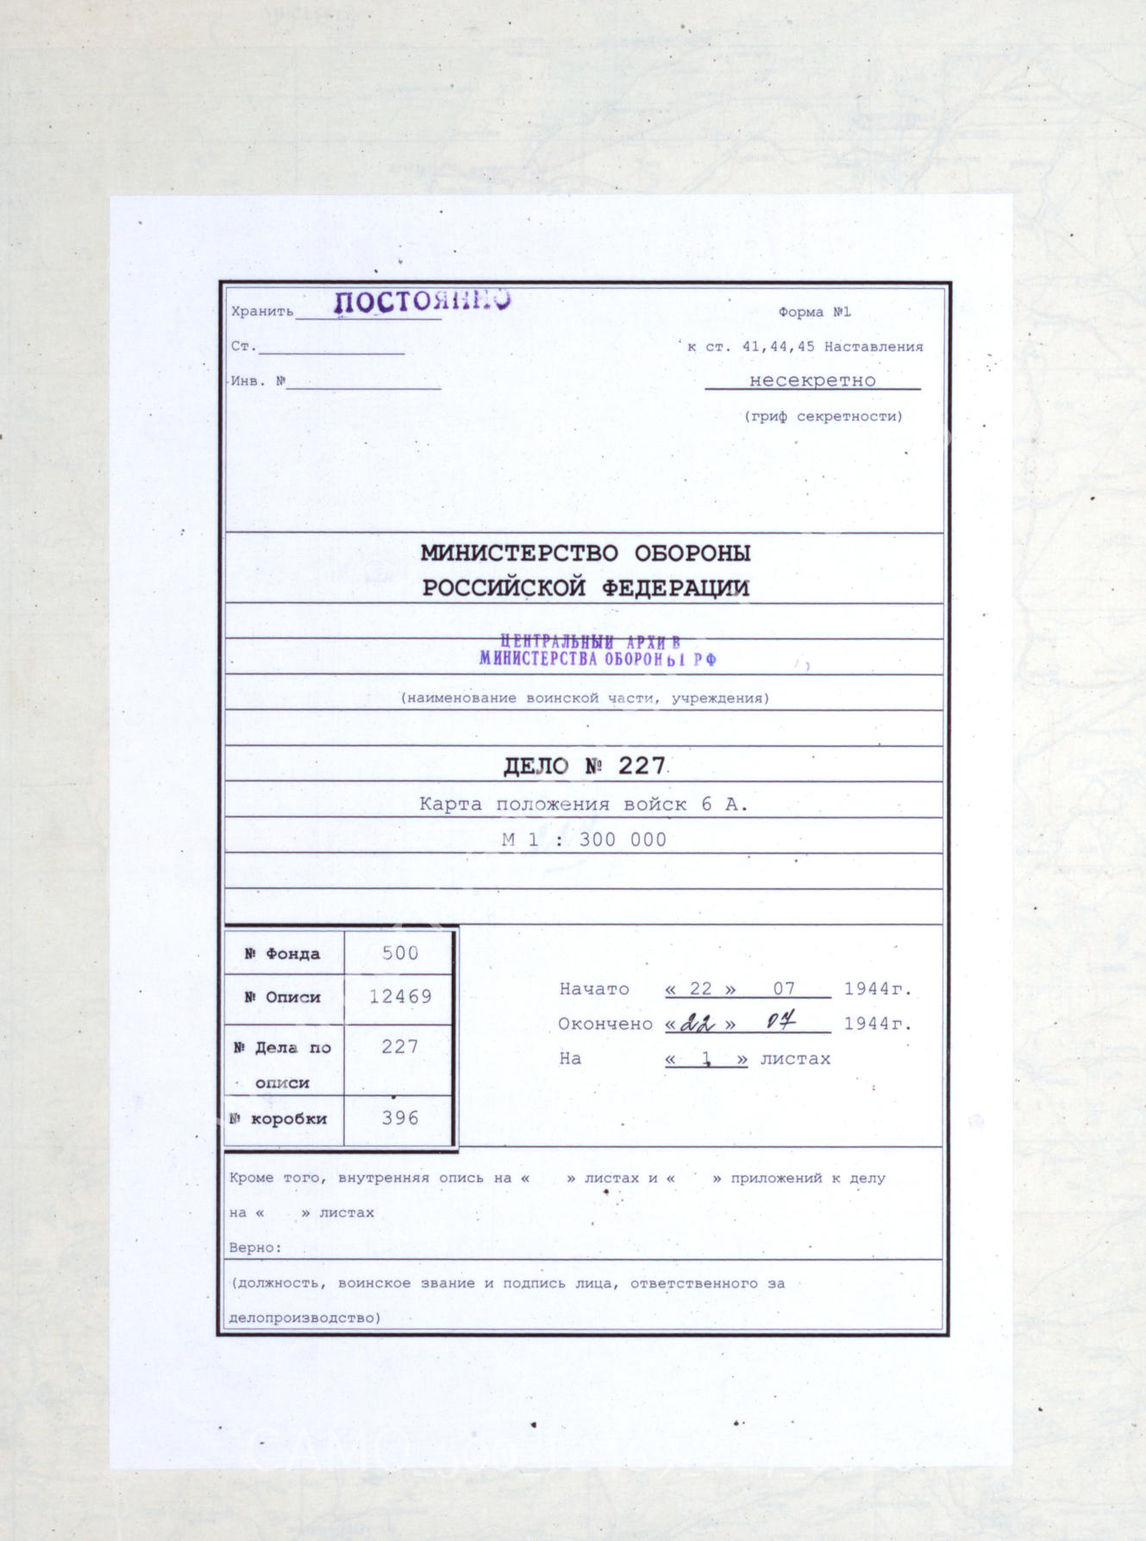 Хранить ПОСТОЯННО
Форма №1
Ст.
к ст. 41,44,45 Наставления
Инв. №
несекретно
(гриф секретности)
МИНИСТЕРСТВО ОБОРОНЫ
РОССИЙСКОЙ ФЕДЕРАЦИИ
ЦЕНТРАЛЬНЫЙ АРХИВ
МИНИСТЕРСТВА ОБОРОНЫ РФ
(наименование воинской части, учреждения)
ДЕЛО № 227
Карта положения войск 6 А.
М 1 : 300 000
№ Фонда 500
№ Описи 12469
№ Дела по описи 227
№ коробки 396
Начато « 22 » 07 1944г.
Окончено « 22 » 07 1944г.
На « 1 » листах
Кроме того, внутренняя опись на « » листах и « » приложений к делу
на « » листах
Верно:
(должность, воинское звание и подпись лица, ответственного за
делопроизводство)